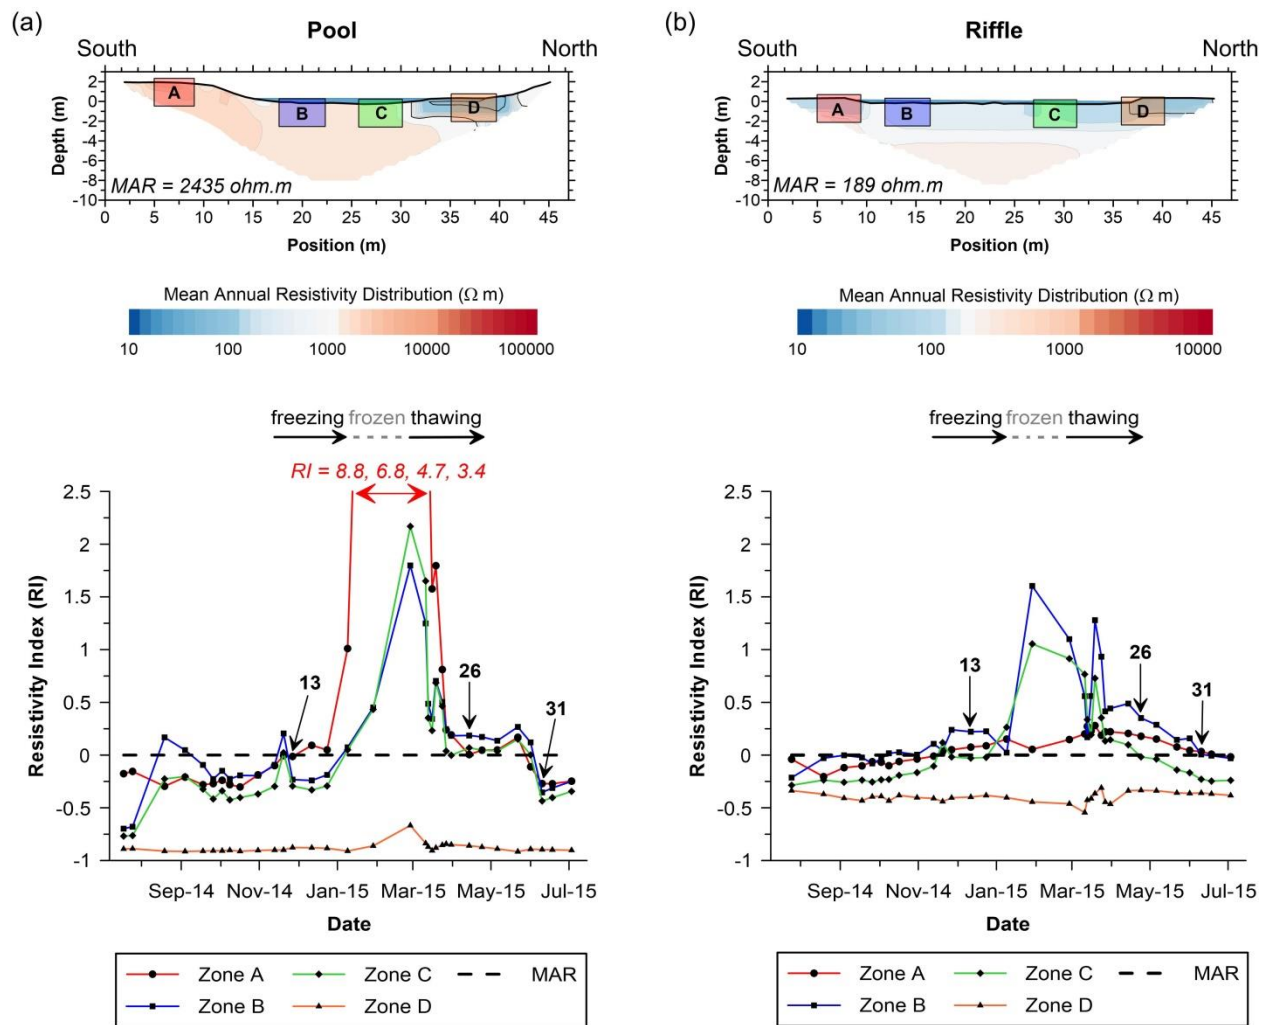 (a)
Pool
South
North
2
0
-2
-4
-6
-8
-10
Depth (m)
A
B
C
D
MAR = 2435 ohm.m
0 5 10 15 20 25 30 35 40 45
Position (m)
Mean Annual Resistivity Distribution (Ω m)
10 100 1000 10000 100000
freezing frozen thawing
RI = 8.8, 6.8, 4.7, 3.4
2.5
2
1.5
1
0.5
0
-0.5
-1
Resistivity Index (RI)
13
26
31
Sep-14 Nov-14 Jan-15 Mar-15 May-15 Jul-15
Date
Zone A Zone C MAR
Zone B Zone D
(b)
Riffle
South
North
2
0
-2
-4
-6
-8
-10
Depth (m)
A
B
C
D
MAR = 189 ohm.m
0 5 10 15 20 25 30 35 40 45
Position (m)
Mean Annual Resistivity Distribution (Ω m)
10 100 1000 10000
freezing frozen thawing
2.5
2
1.5
1
0.5
0
-0.5
-1
Resistivity Index (RI)
13
26
31
Sep-14 Nov-14 Jan-15 Mar-15 May-15 Jul-15
Date
Zone A Zone C MAR
Zone B Zone D